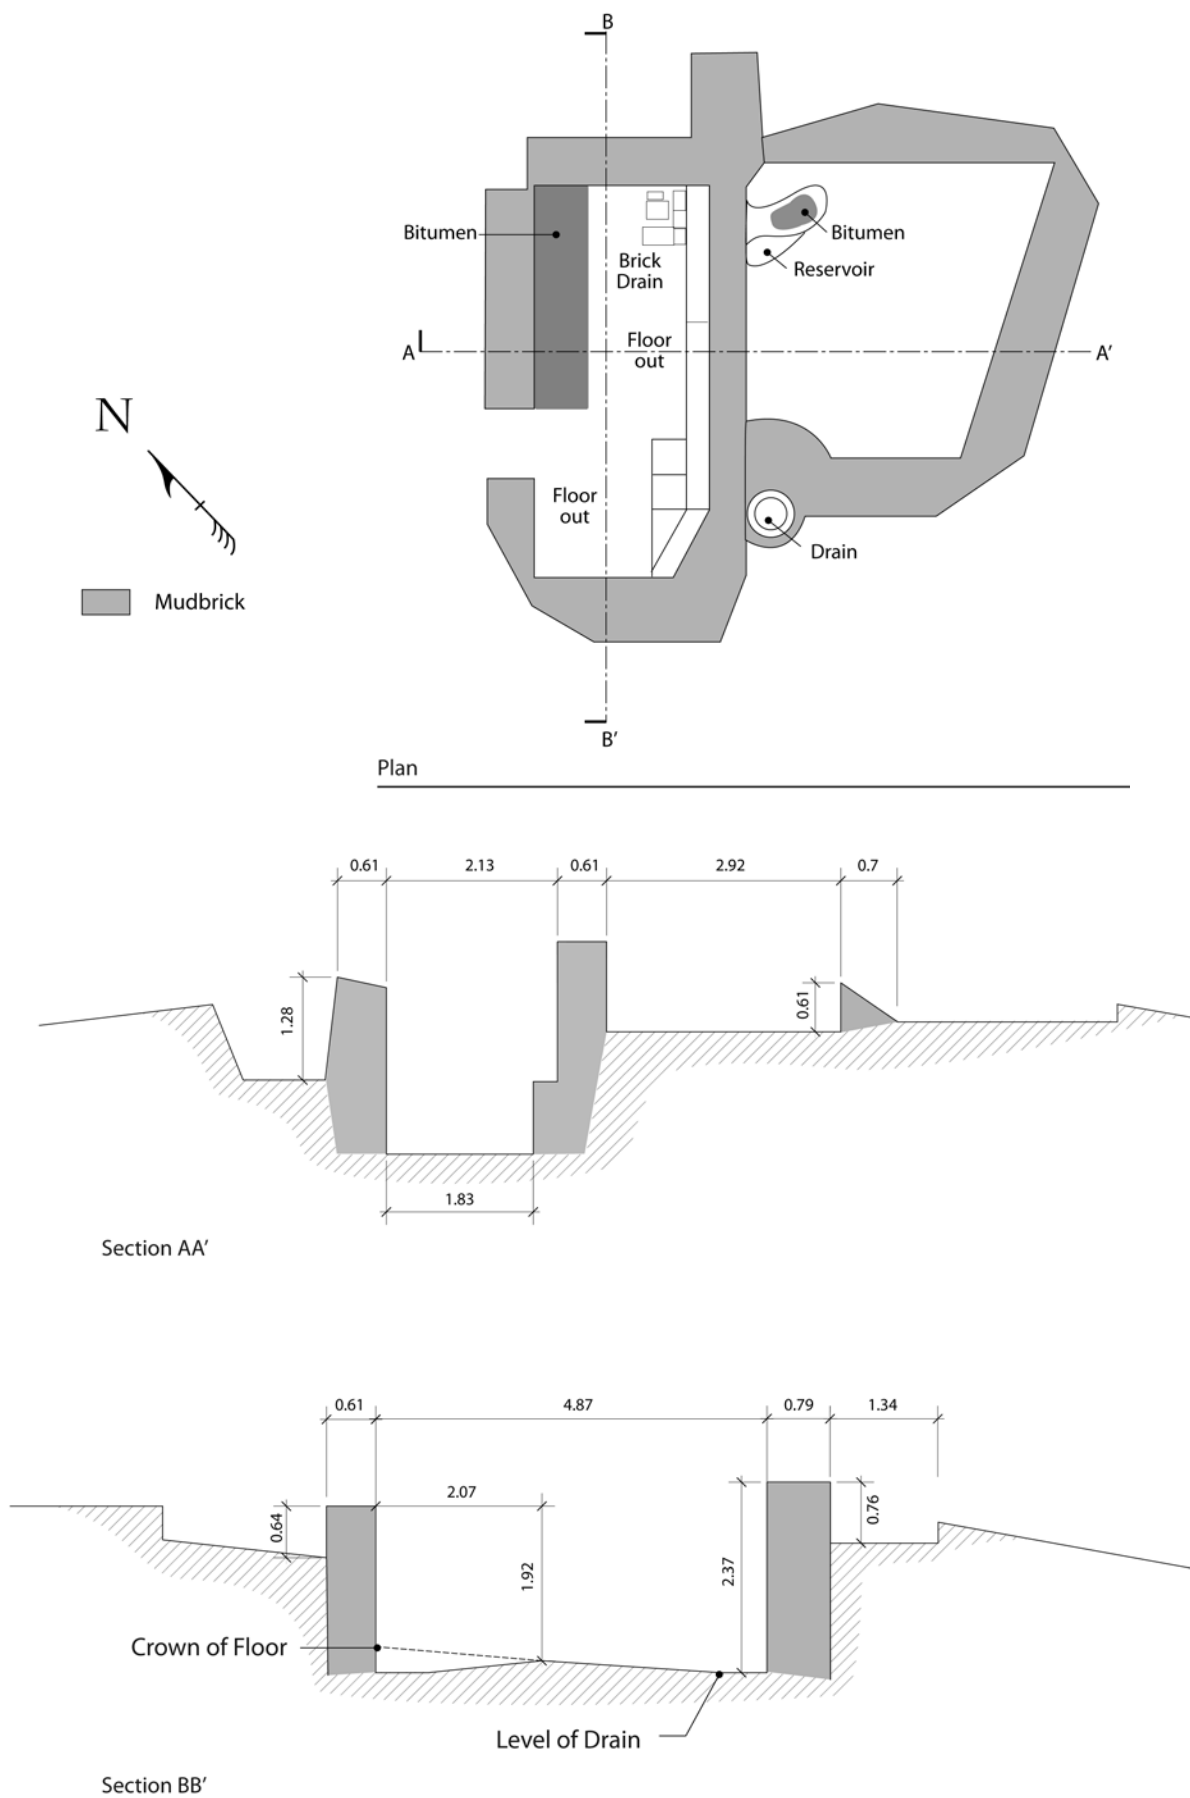 B
Bitumen
Bitumen
Reservoir
Brick
Drain
Floor
out
A
A′
N
Floor
out
Drain
Mudbrick
B′
Plan
0.61
2.13
0.61
2.92
0.7
1.28
0.61
1.83
Section AA′
0.61
4.87
0.79
1.34
2.07
0.64
0.76
1.92
2.37
Crown of Floor
Level of Drain
Section BB′